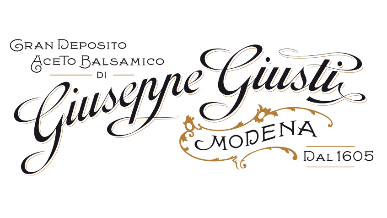 Gran Deposito
Aceto Balsamico
di
Giuseppe Giusti
Modena
Dal 1605